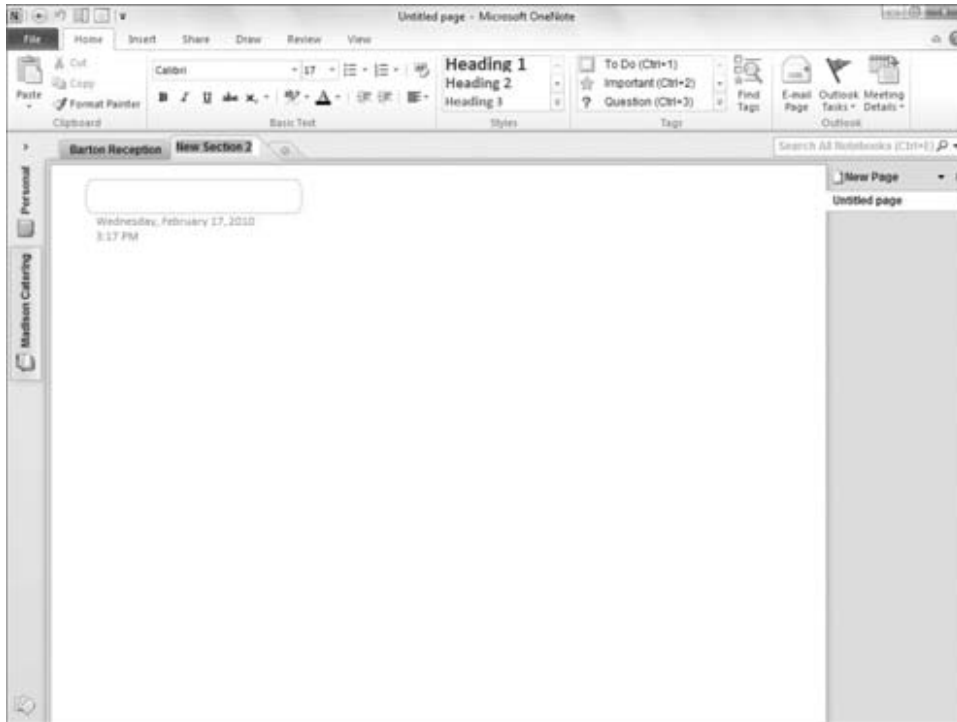 Untitled page - Microsoft OneNote
File Home Insert Share Draw Review View
Paste
Cut
Copy
Format Painter
Clipboard
Calibri 17
B I U abc
Basic Text
Heading 1
Heading 2
Heading 3
Styles
To Do (Ctrl+1)
Important (Ctrl+2)
Question (Ctrl+3)
Find
Tags
Tags
E-mail
Page
Outlook
Tasks
Meeting
Details
Outlook
Barton Reception New Section 2
Search All Notebooks (Ctrl+E)
New Page
Untitled page
Personal
Madison Catering
Wednesday, February 17, 2010
3:17 PM